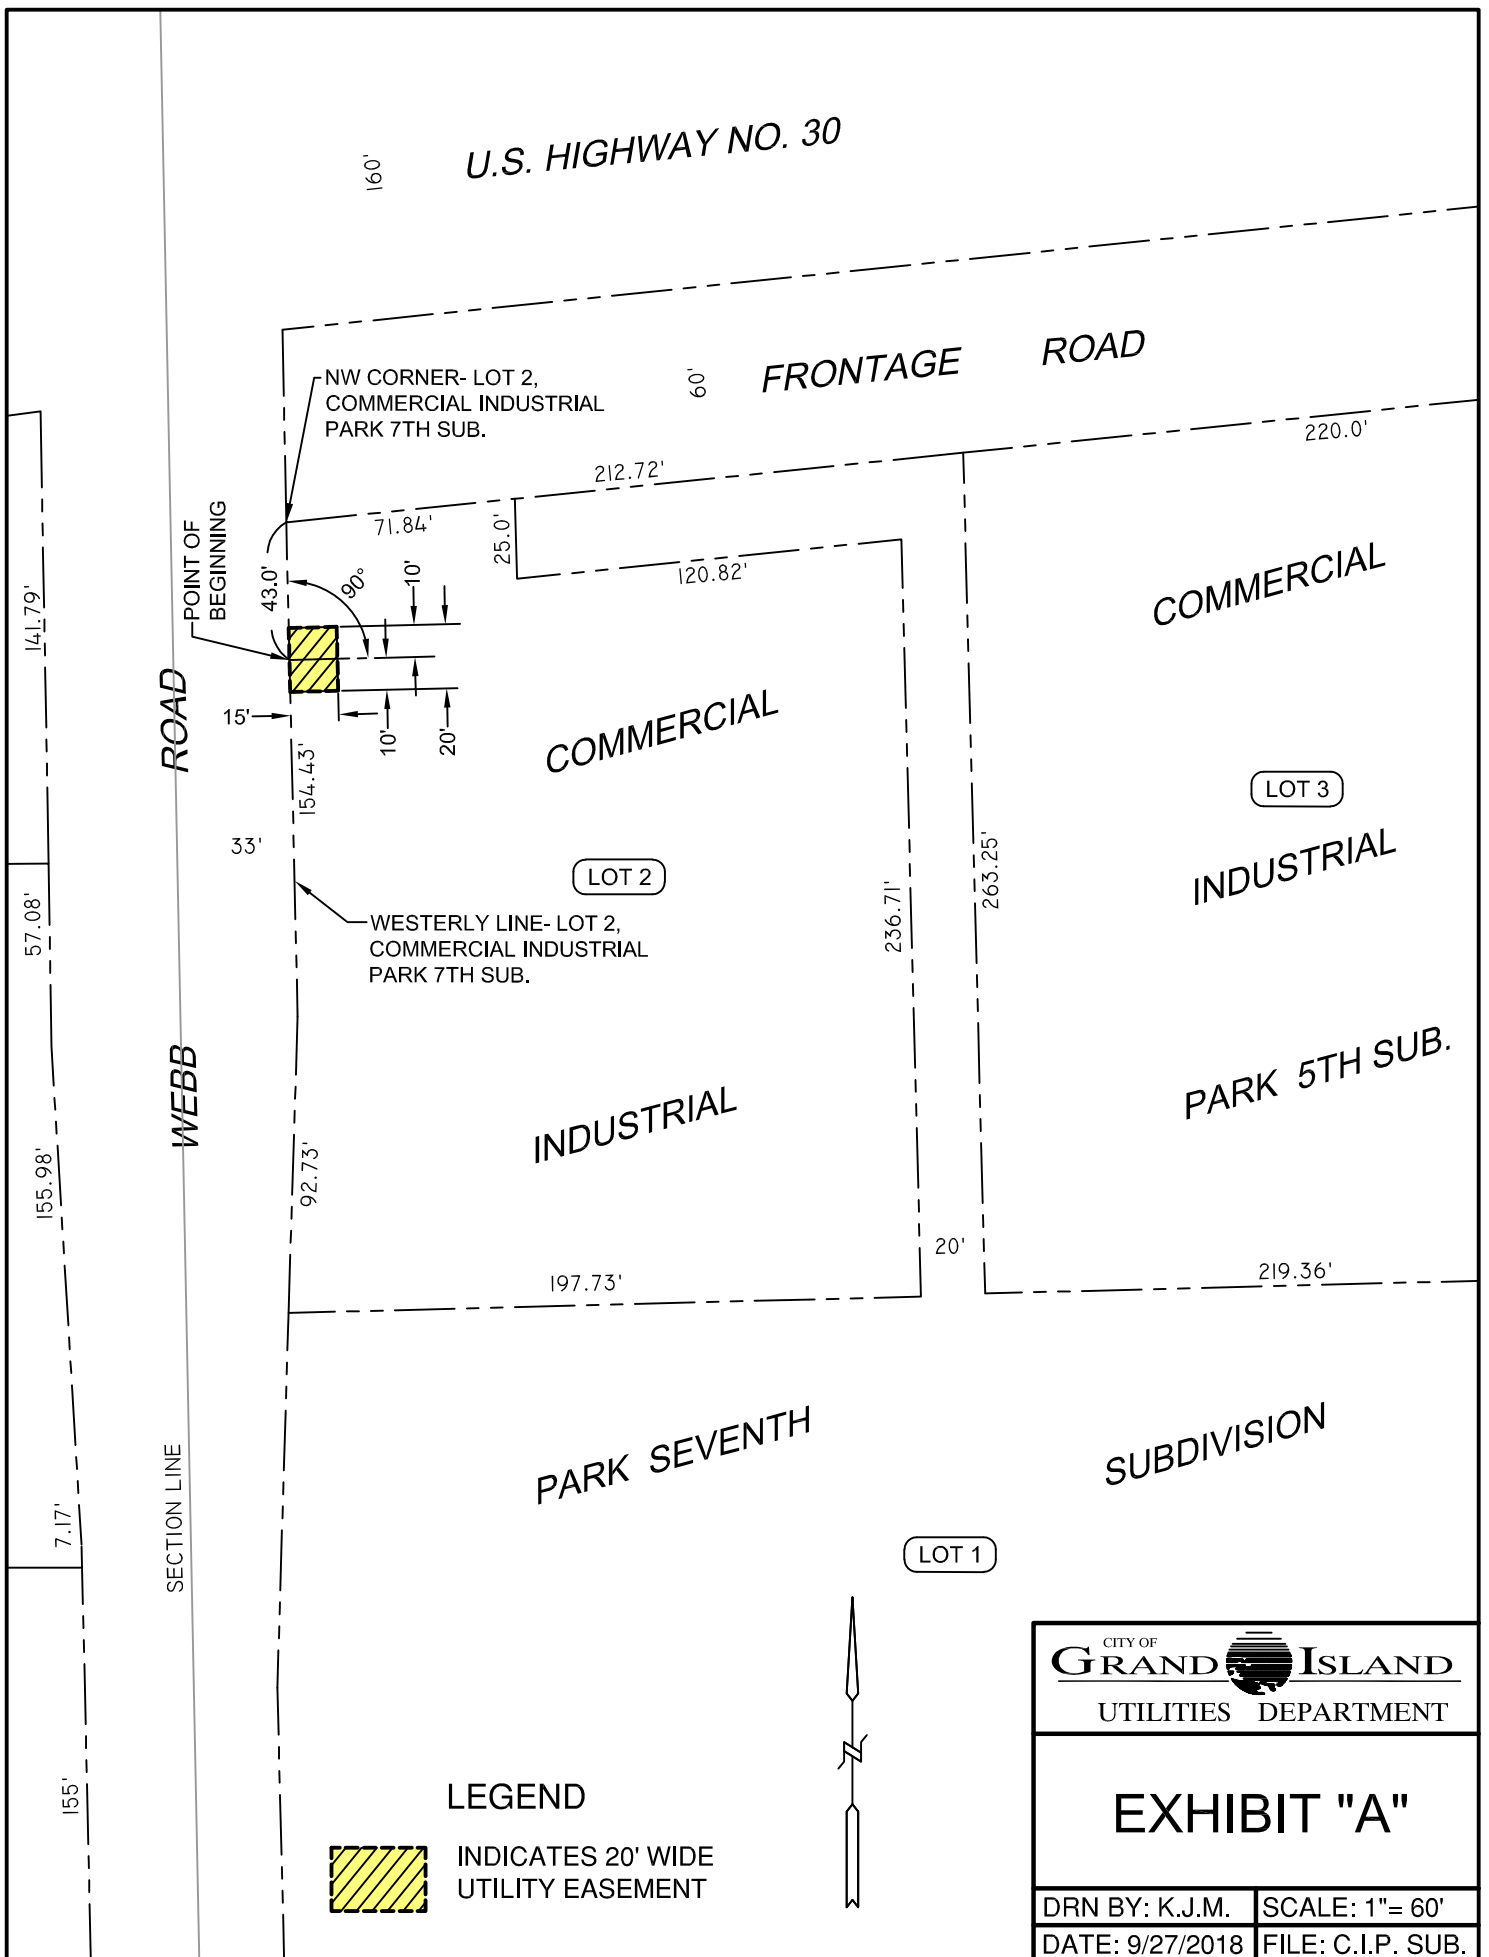 160'
U.S. HIGHWAY NO. 30
60'
FRONTAGE ROAD
NW CORNER- LOT 2,
COMMERCIAL INDUSTRIAL
PARK 7TH SUB.
220.0'
212.72'
71.84'
25.0'
120.82'
POINT OF
BEGINNING
43.0'
90°
10'
141.79'
15'
10'
20'
154.43'
33'
ROAD
COMMERCIAL
COMMERCIAL
LOT 3
LOT 2
INDUSTRIAL
236.71'
263.25'
57.08'
WESTERLY LINE- LOT 2,
COMMERCIAL INDUSTRIAL
PARK 7TH SUB.
WEBB
INDUSTRIAL
PARK 5TH SUB.
155.98'
92.73'
20'
197.73'
219.36'
PARK SEVENTH
SUBDIVISION
SECTION LINE
7.17'
LOT 1
N
155'
LEGEND
INDICATES 20' WIDE
UTILITY EASEMENT
CITY OF
GRAND ISLAND
UTILITIES DEPARTMENT
EXHIBIT "A"
DRN BY: K.J.M.
SCALE: 1"= 60'
DATE: 9/27/2018
FILE: C.I.P. SUB.